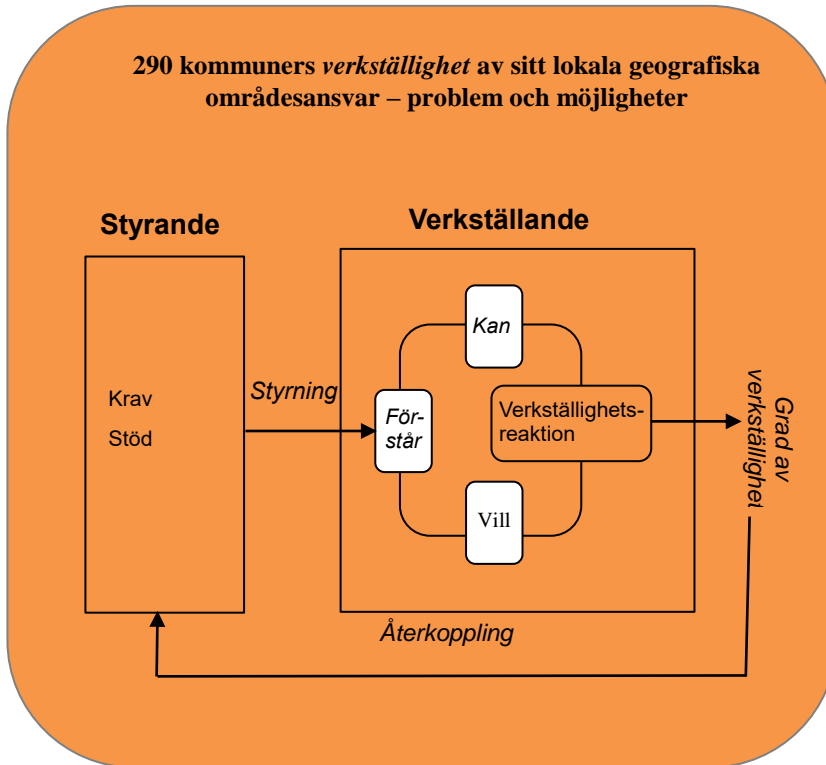 290 kommuners verkställighet av sitt lokala geografiska
områdesansvar – problem och möjligheter
Styrande
Verkställande
Krav
Stöd
Styrning
För-
står
Kan
Vill
Verkställighets-
reaktion
Grad av
verkställighet
Återkoppling